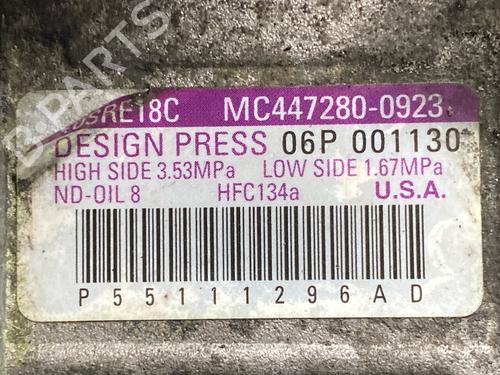 B-PARTS
RE18C MC447280-0923
DESIGN PRESS 06P 001130*
HIGH SIDE 3.53MPa LOW SIDE 1.67MPa
ND-OIL 8 HFC134a U.S.A.
P55111296AD